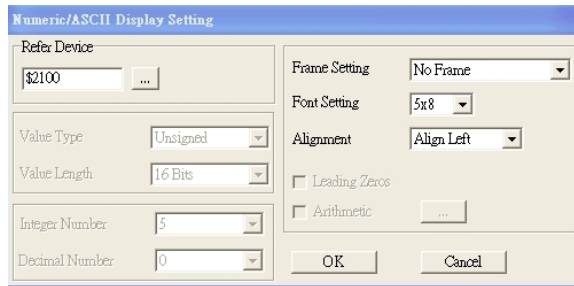 Numeric/ASCII Display Setting
Refer Device
$2100
...
Value Type
Unsigned
Value Length
16 Bits
Integer Number
5
Decimal Number
0
Frame Setting
No Frame
Font Setting
5x8
Alignment
Align Left
Leading Zeros
Arithmetic
...
OK
Cancel